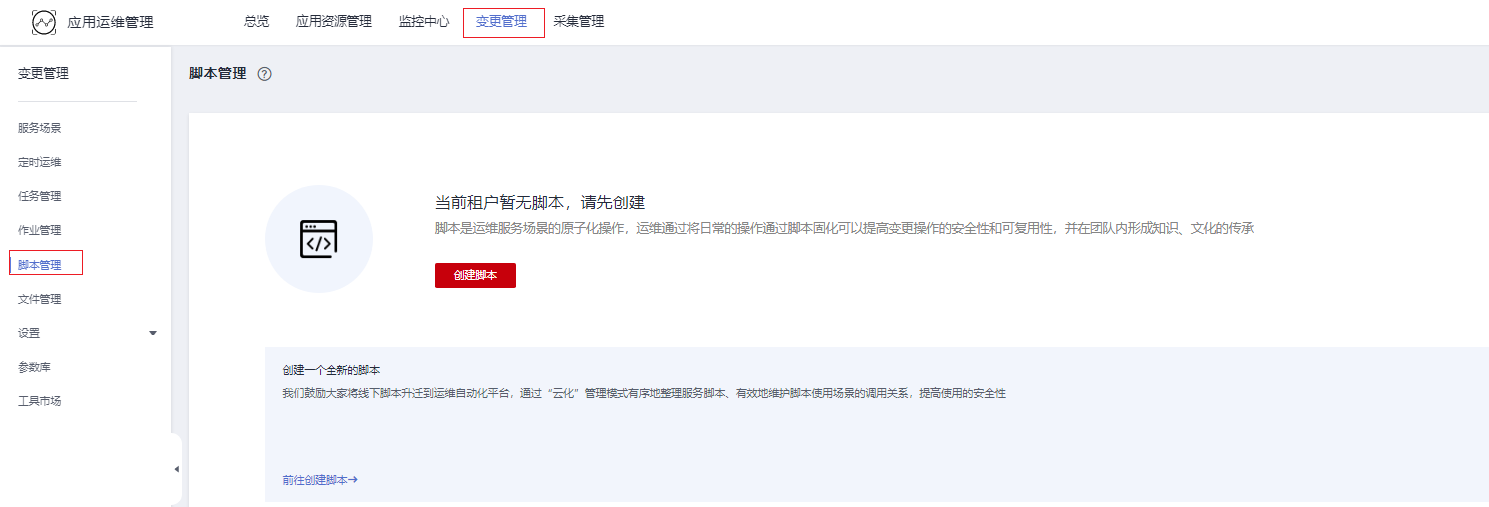 应用运维管理
总览 应用资源管理 监控中心 变更管理 采集管理
变更管理
服务场景
定时运维
任务管理
作业管理
脚本管理
文件管理
设置
参数库
工具市场
脚本管理 ?
</>
当前租户暂无脚本，请先创建
脚本是运维服务场景的原子化操作，运维通过将日常的操作通过脚本固化可以提高变更操作的安全性和可复用性，并在团队内形成知识、文化的传承
创建脚本
创建一个全新的脚本
我们鼓励大家将线下脚本升迁到运维自动化平台，通过“云化”管理模式有序地整理服务脚本、有效地维护脚本使用场景的调用关系，提高使用的安全性
前往创建脚本→